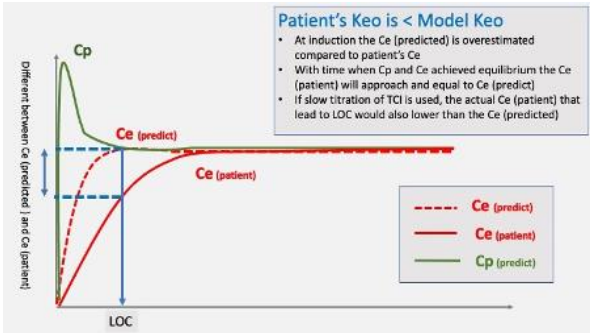 Patient's Keo is < Model Keo
• At induction the Ce (predicted) is overestimated
compared to patient's Ce
• With time when Cp and Ce achieved equilibrium the Ce
(patient) will approach and equal to Ce (predict)
• If slow titration of TCI is used, the actual Ce (patient) that
lead to LOC would also lower than the Ce (predicted)
Cp
Different between Ce
(predicted ) and Ce (patient)
Ce (predict)
Ce (patient)
Ce (predict)
Ce (patient)
Cp (predict)
LOC